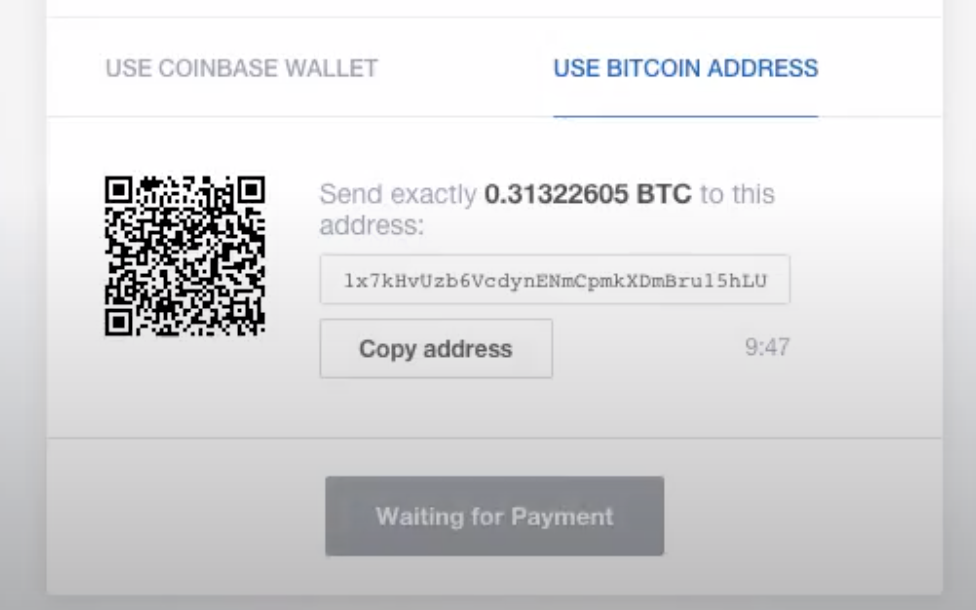 USE COINBASE WALLET
USE BITCOIN ADDRESS
Send exactly 0.31322605 BTC to this
address:
1x7kHvUzb6VcdynENmCpmkXDmBru15hLU
Copy address
9:47
Waiting for Payment